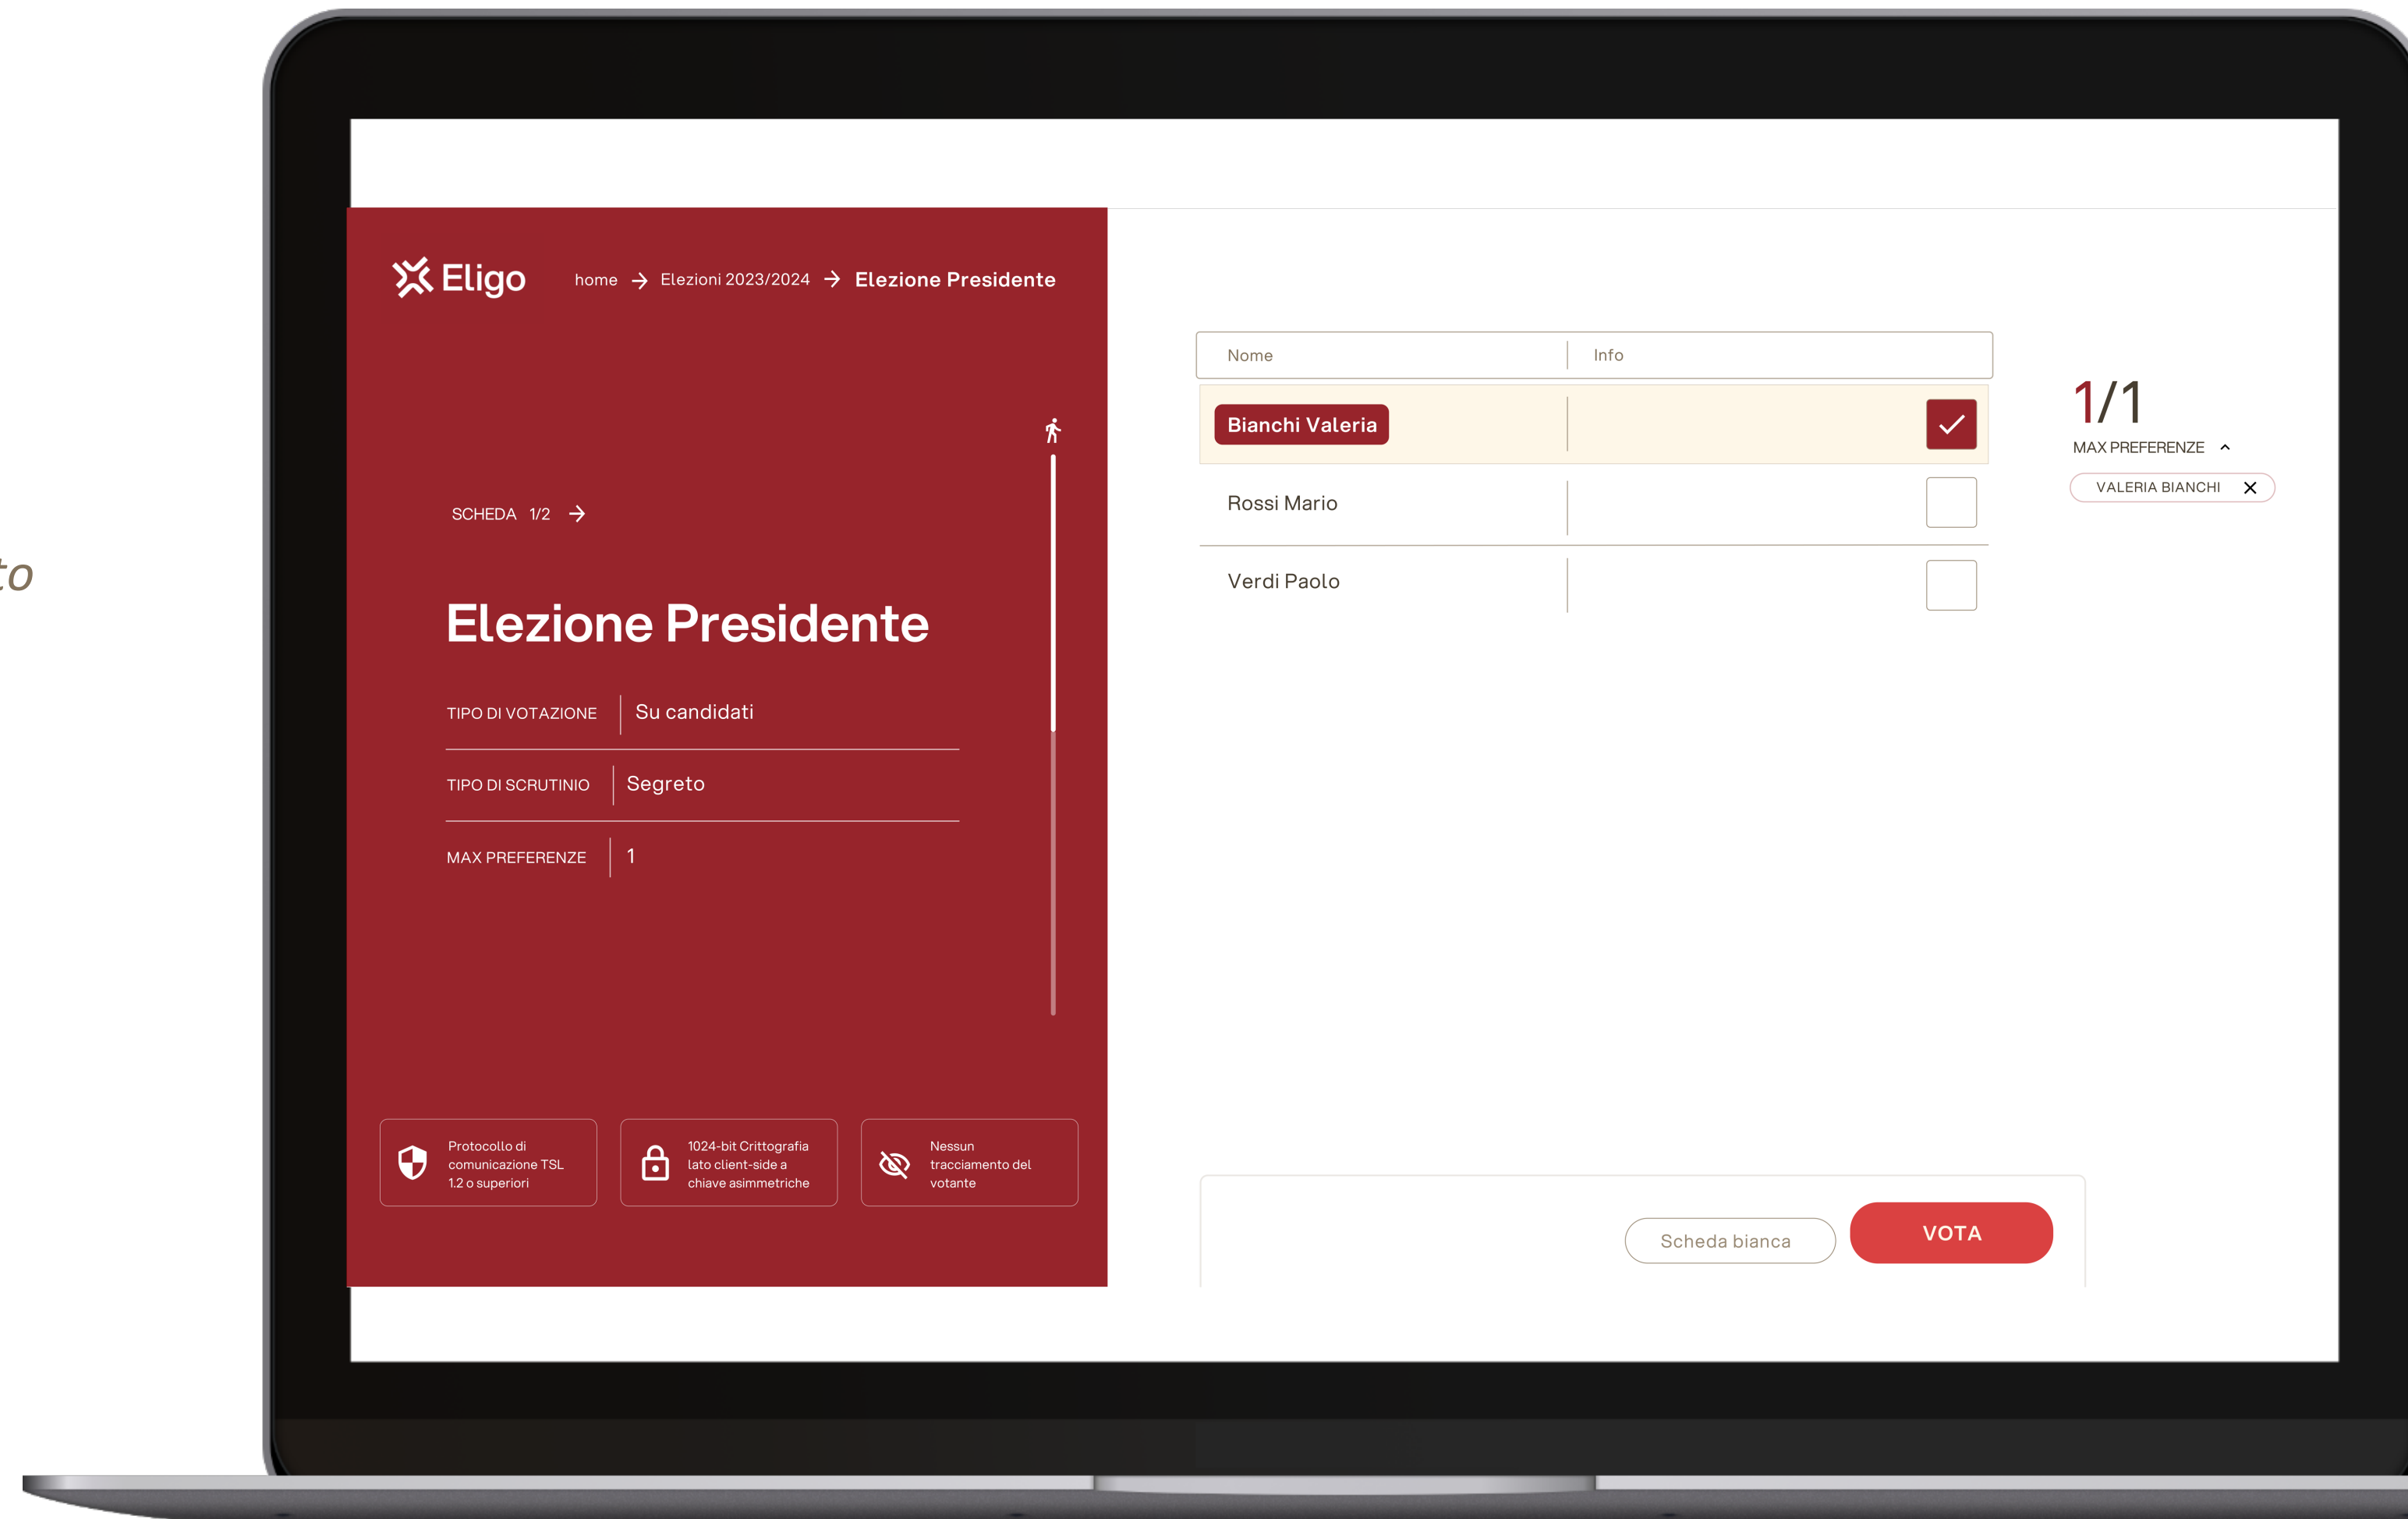 to
Eligo home Elezioni 2023/2024 Elezione Presidente
SCHEDA 1/2
Elezione Presidente
TIPO DI VOTAZIONE Su candidati
TIPO DI SCRUTINIO Segreto
MAX PREFERENZE 1
Protocollo di
comunicazione TSL
1.2 o superiori
1024-bit Crittografia
lato client-side a
chiave asimmetriche
Nessun
tracciamento del
votante
Nome Info
Bianchi Valeria
Rossi Mario
Verdi Paolo
1/1
MAX PREFERENZE
VALERIA BIANCHI
Scheda bianca
VOTA